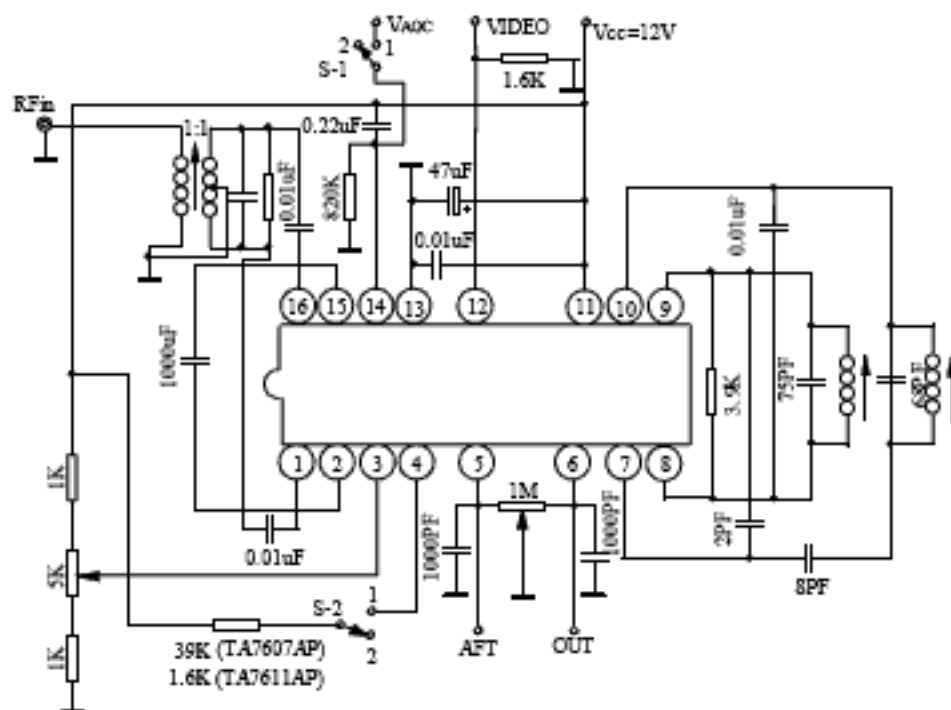 VAGC
VIDEO
Vcc=12V
2
1
S-1
1.6K
RFin
1:1
0.22uF
0.01uF
820K
47uF
+
0.01uF
0.01uF
16
15
14
13
12
11
10
9
1000uF
3.9K
75PF
68PF
1
2
3
4
5
6
7
8
1K
1M
0.01uF
1000PF
1000PF
2PF
8PF
5K
S-2
1
2
39K (TA7607AP)
1.6K (TA7611AP)
AFT
OUT
1K